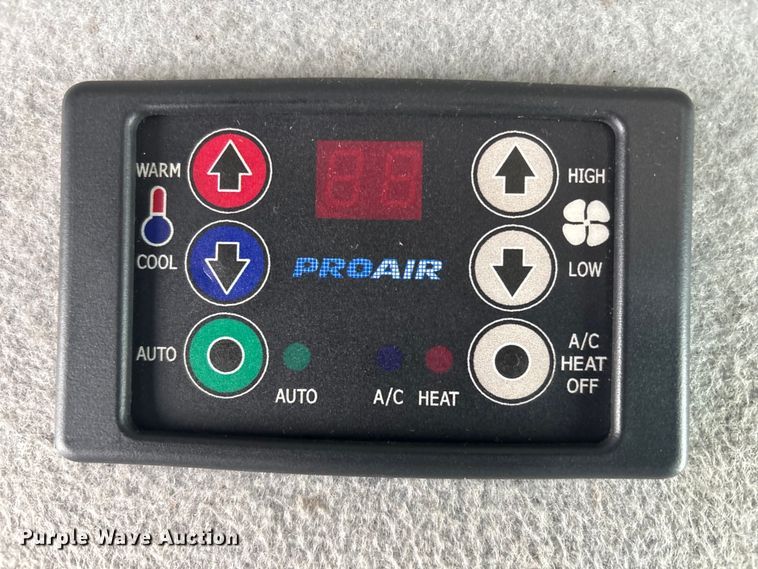 WARM
COOL
AUTO
PROAIR
AUTO
A/C HEAT
HIGH
LOW
A/C
HEAT
OFF
Purple Wave Auction